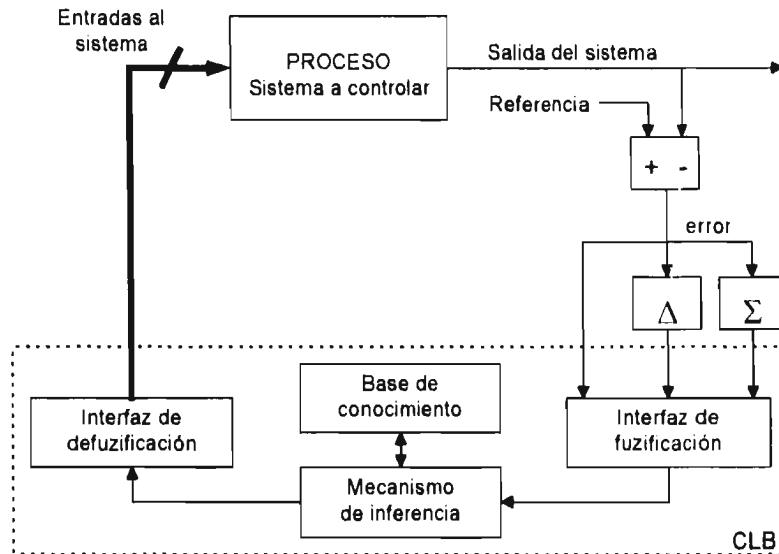 Entradas al
sistema
PROCESO
Sistema a controlar
Salida del sistema
Referencia
+ -
error
Δ
Σ
Base de
conocimiento
Interfaz de
defuzificación
Interfaz de
fuzificación
Mecanismo
de inferencia
CLB